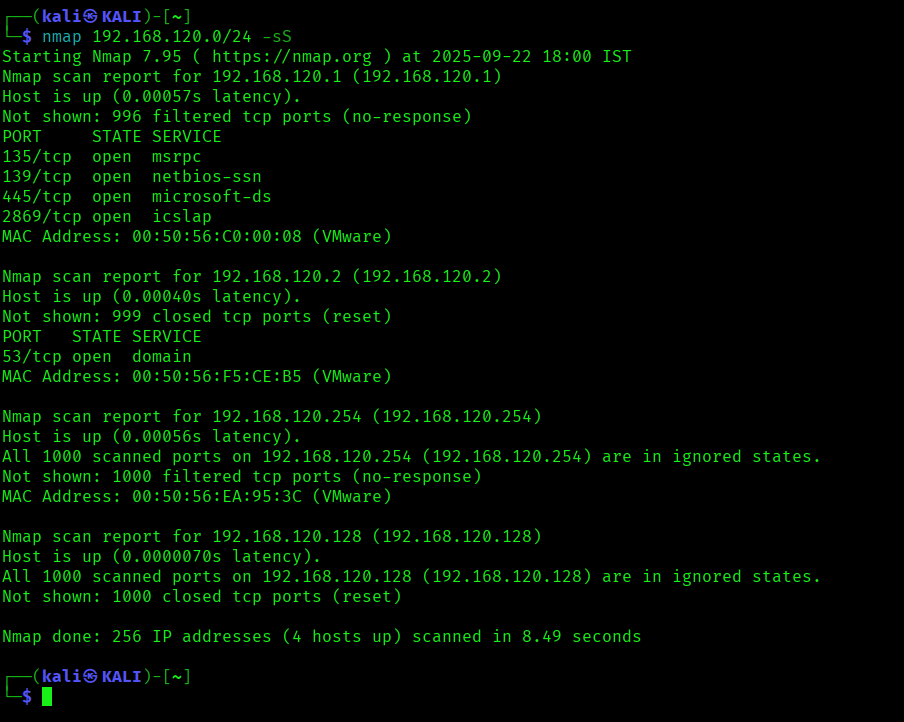 ┌──(kali㉿KALI)-[~]
└─$ nmap 192.168.120.0/24 -sS
Starting Nmap 7.95 ( https://nmap.org ) at 2025-09-22 18:00 IST
Nmap scan report for 192.168.120.1 (192.168.120.1)
Host is up (0.00057s latency).
Not shown: 996 filtered tcp ports (no-response)
PORT     STATE SERVICE
135/tcp  open  msrpc
139/tcp  open  netbios-ssn
445/tcp  open  microsoft-ds
2869/tcp open  icslap
MAC Address: 00:50:56:C0:00:08 (VMware)

Nmap scan report for 192.168.120.2 (192.168.120.2)
Host is up (0.00040s latency).
Not shown: 999 closed tcp ports (reset)
PORT   STATE SERVICE
53/tcp open  domain
MAC Address: 00:50:56:F5:CE:B5 (VMware)

Nmap scan report for 192.168.120.254 (192.168.120.254)
Host is up (0.00056s latency).
All 1000 scanned ports on 192.168.120.254 (192.168.120.254) are in ignored states.
Not shown: 1000 filtered tcp ports (no-response)
MAC Address: 00:50:56:EA:95:3C (VMware)

Nmap scan report for 192.168.120.128 (192.168.120.128)
Host is up (0.0000070s latency).
All 1000 scanned ports on 192.168.120.128 (192.168.120.128) are in ignored states.
Not shown: 1000 closed tcp ports (reset)

Nmap done: 256 IP addresses (4 hosts up) scanned in 8.49 seconds

┌──(kali㉿KALI)-[~]
└─$